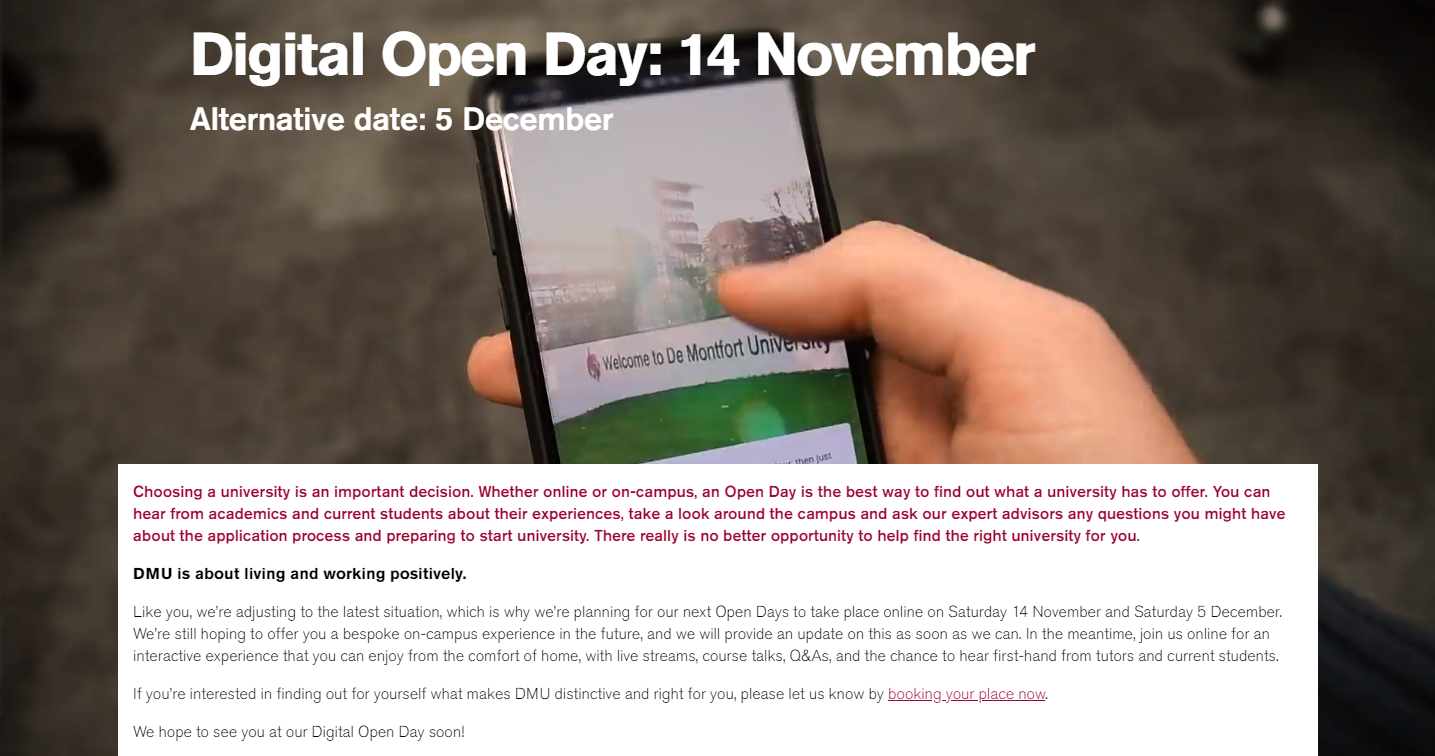 Digital Open Day: 14 November
Alternative date: 5 December
Welcome to De Montfort University
then just
Choosing a university is an important decision. Whether online or on-campus, an Open Day is the best way to find out what a university has to offer. You can
hear from academics and current students about their experiences, take a look around the campus and ask our expert advisors any questions you might have
about the application process and preparing to start university. There really is no better opportunity to help find the right university for you.
DMU is about living and working positively.
Like you, we're adjusting to the latest situation, which is why we're planning for our next Open Days to take place online on Saturday 14 November and Saturday 5 December.
We're still hoping to offer you a bespoke on-campus experience in the future, and we will provide an update on this as soon as we can. In the meantime, join us online for an
interactive experience that you can enjoy from the comfort of home, with live streams, course talks, Q&As, and the chance to hear first-hand from tutors and current students.
If you're interested in finding out for yourself what makes DMU distinctive and right for you, please let us know by booking your place now.
We hope to see you at our Digital Open Day soon!